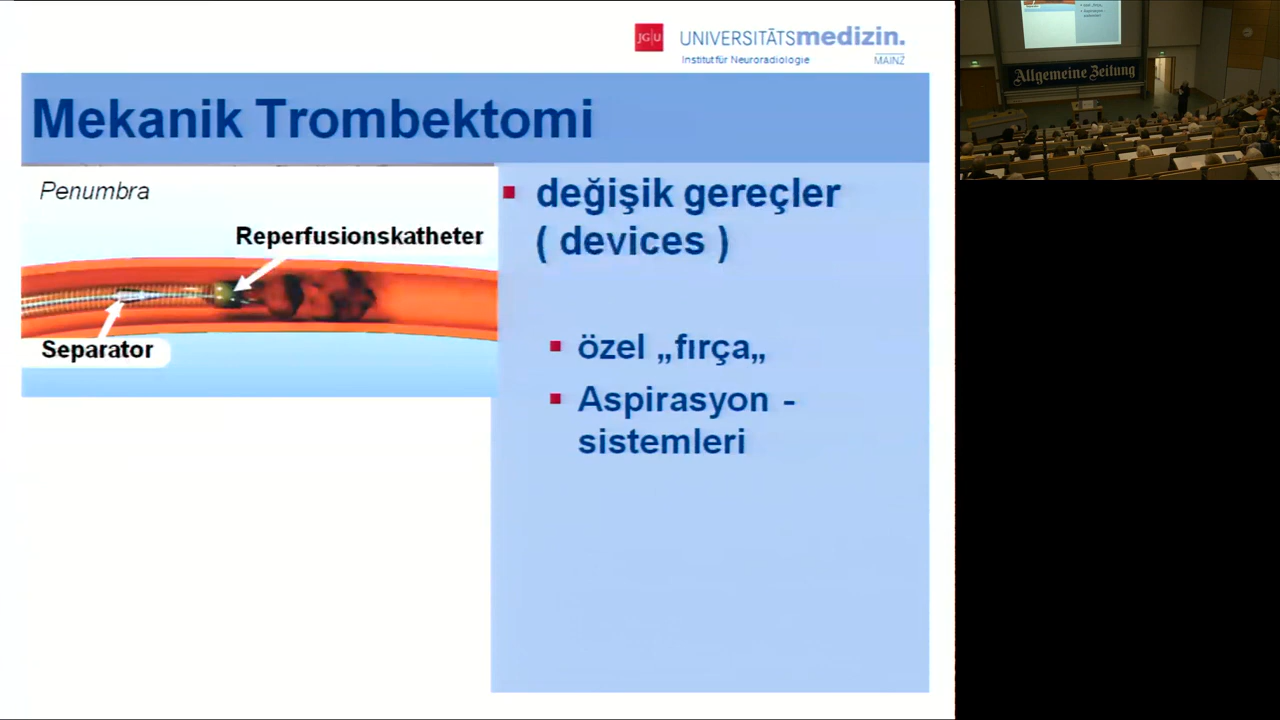 JG|U
UNIVERSITÄTSmedizin.
Institut für Neuroradiologie
MAINZ
Mekanik Trombektomi
Penumbra
Reperfusionskatheter
Separator
değişik gereçler
( devices )
özel „fırça„
Aspirasyon -
sistemleri
Allgemeine Zeitung